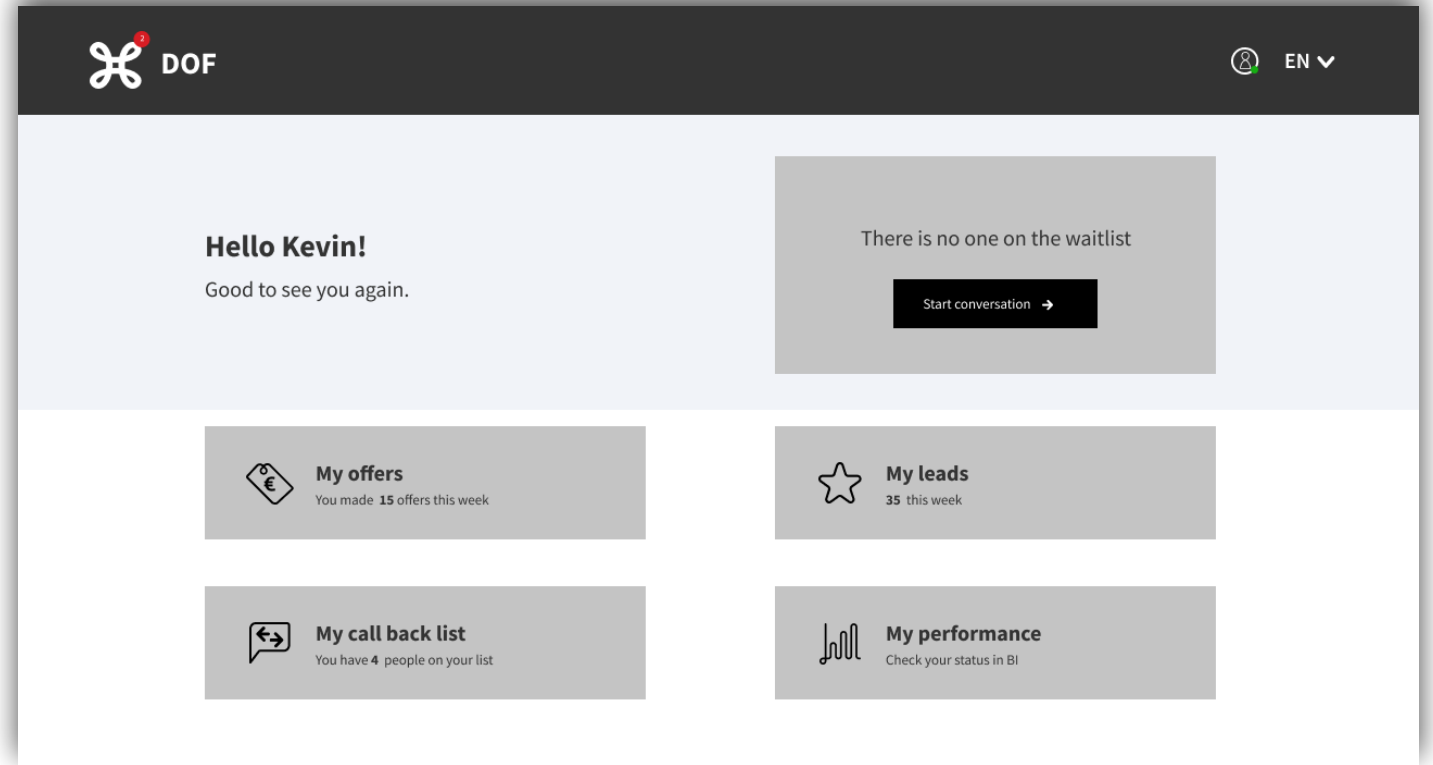 2
DOF
EN
Hello Kevin!
Good to see you again.
There is no one on the waitlist
Start conversation
My offers
You made 15 offers this week
My leads
35 this week
My call back list
You have 4 people on your list
My performance
Check your status in BI